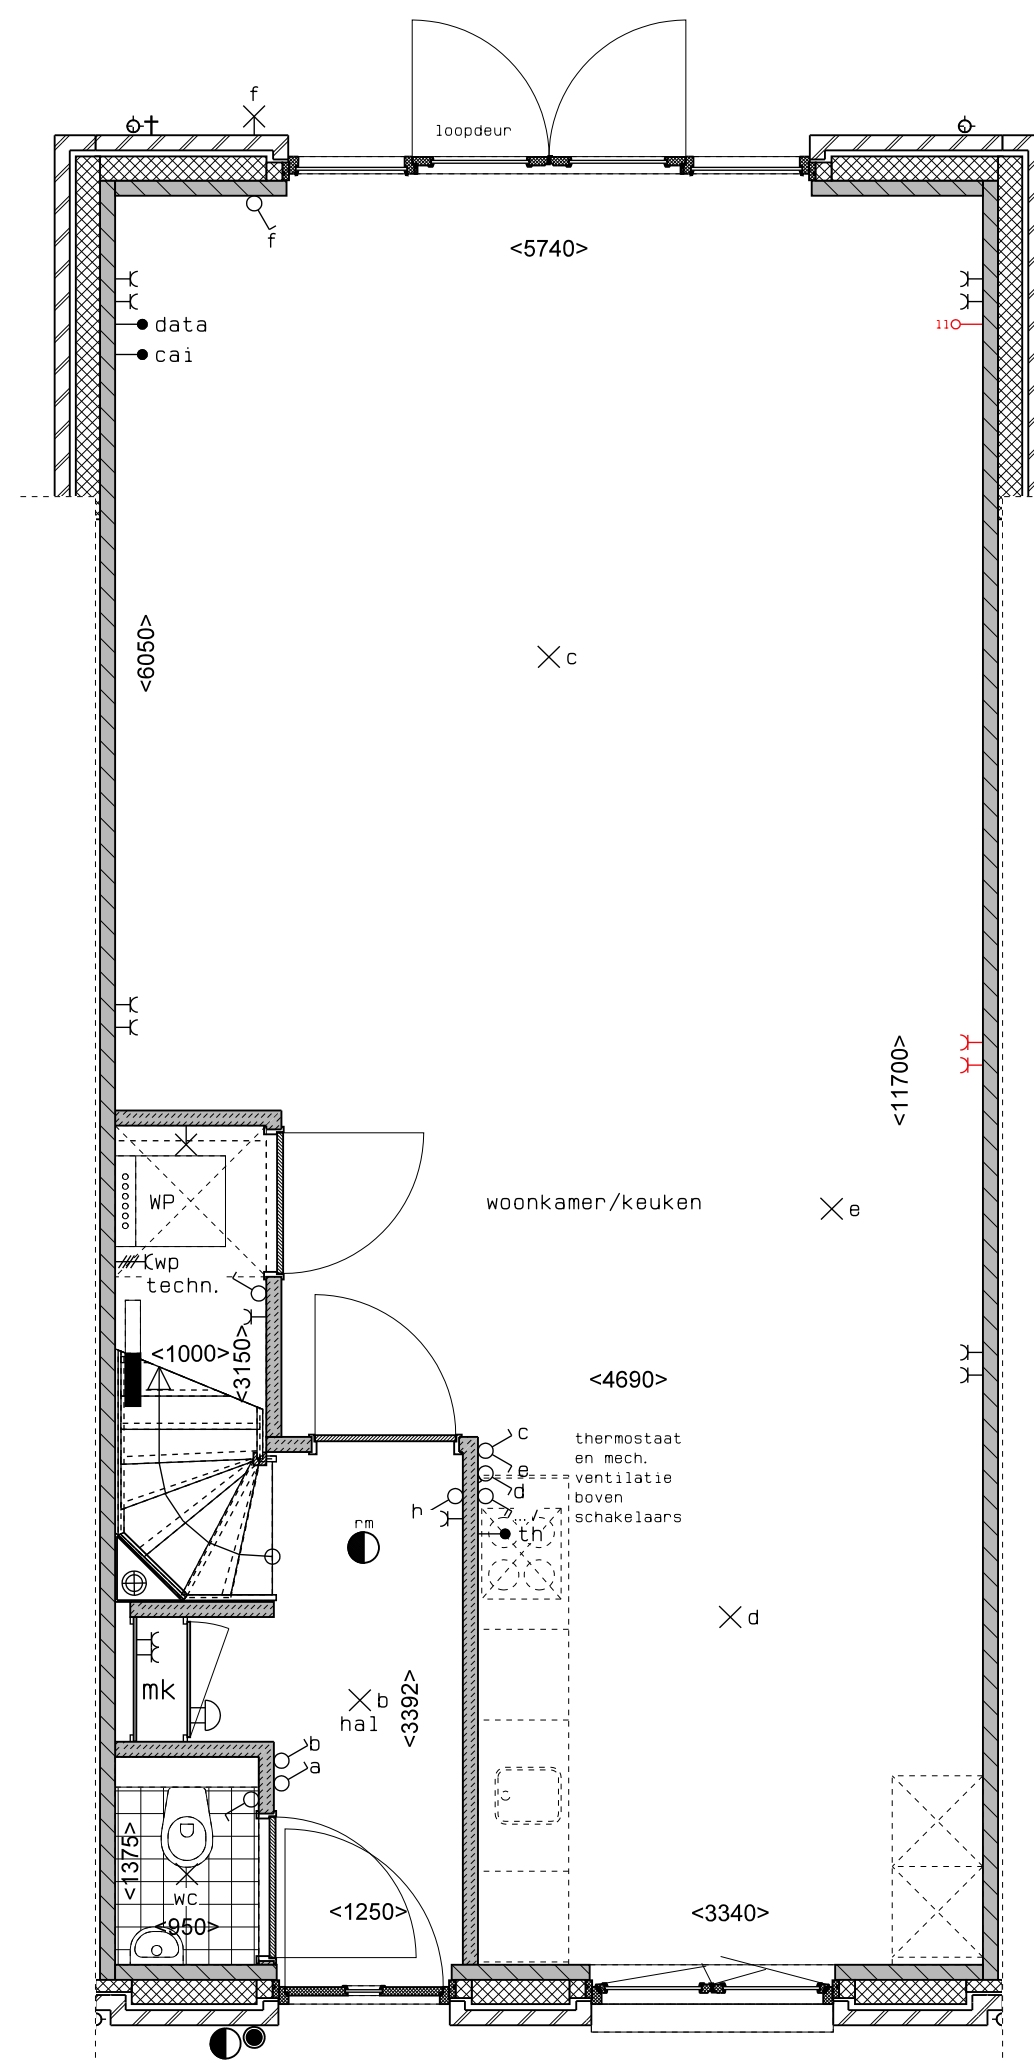 f
loopdeur
f
<5740>
data
cai
11
<6050>
c
<11700>
WP
woonkamer/keuken
e
wp
techn.
<1000>
<3150>
<4690>
c
e
d
h
thermostaat
en mech.
ventilatie
boven
schakelaars
rm
th
d
mk
b
hal
<3392>
b
a
<1375>
wc
<950>
<1250>
<3340>